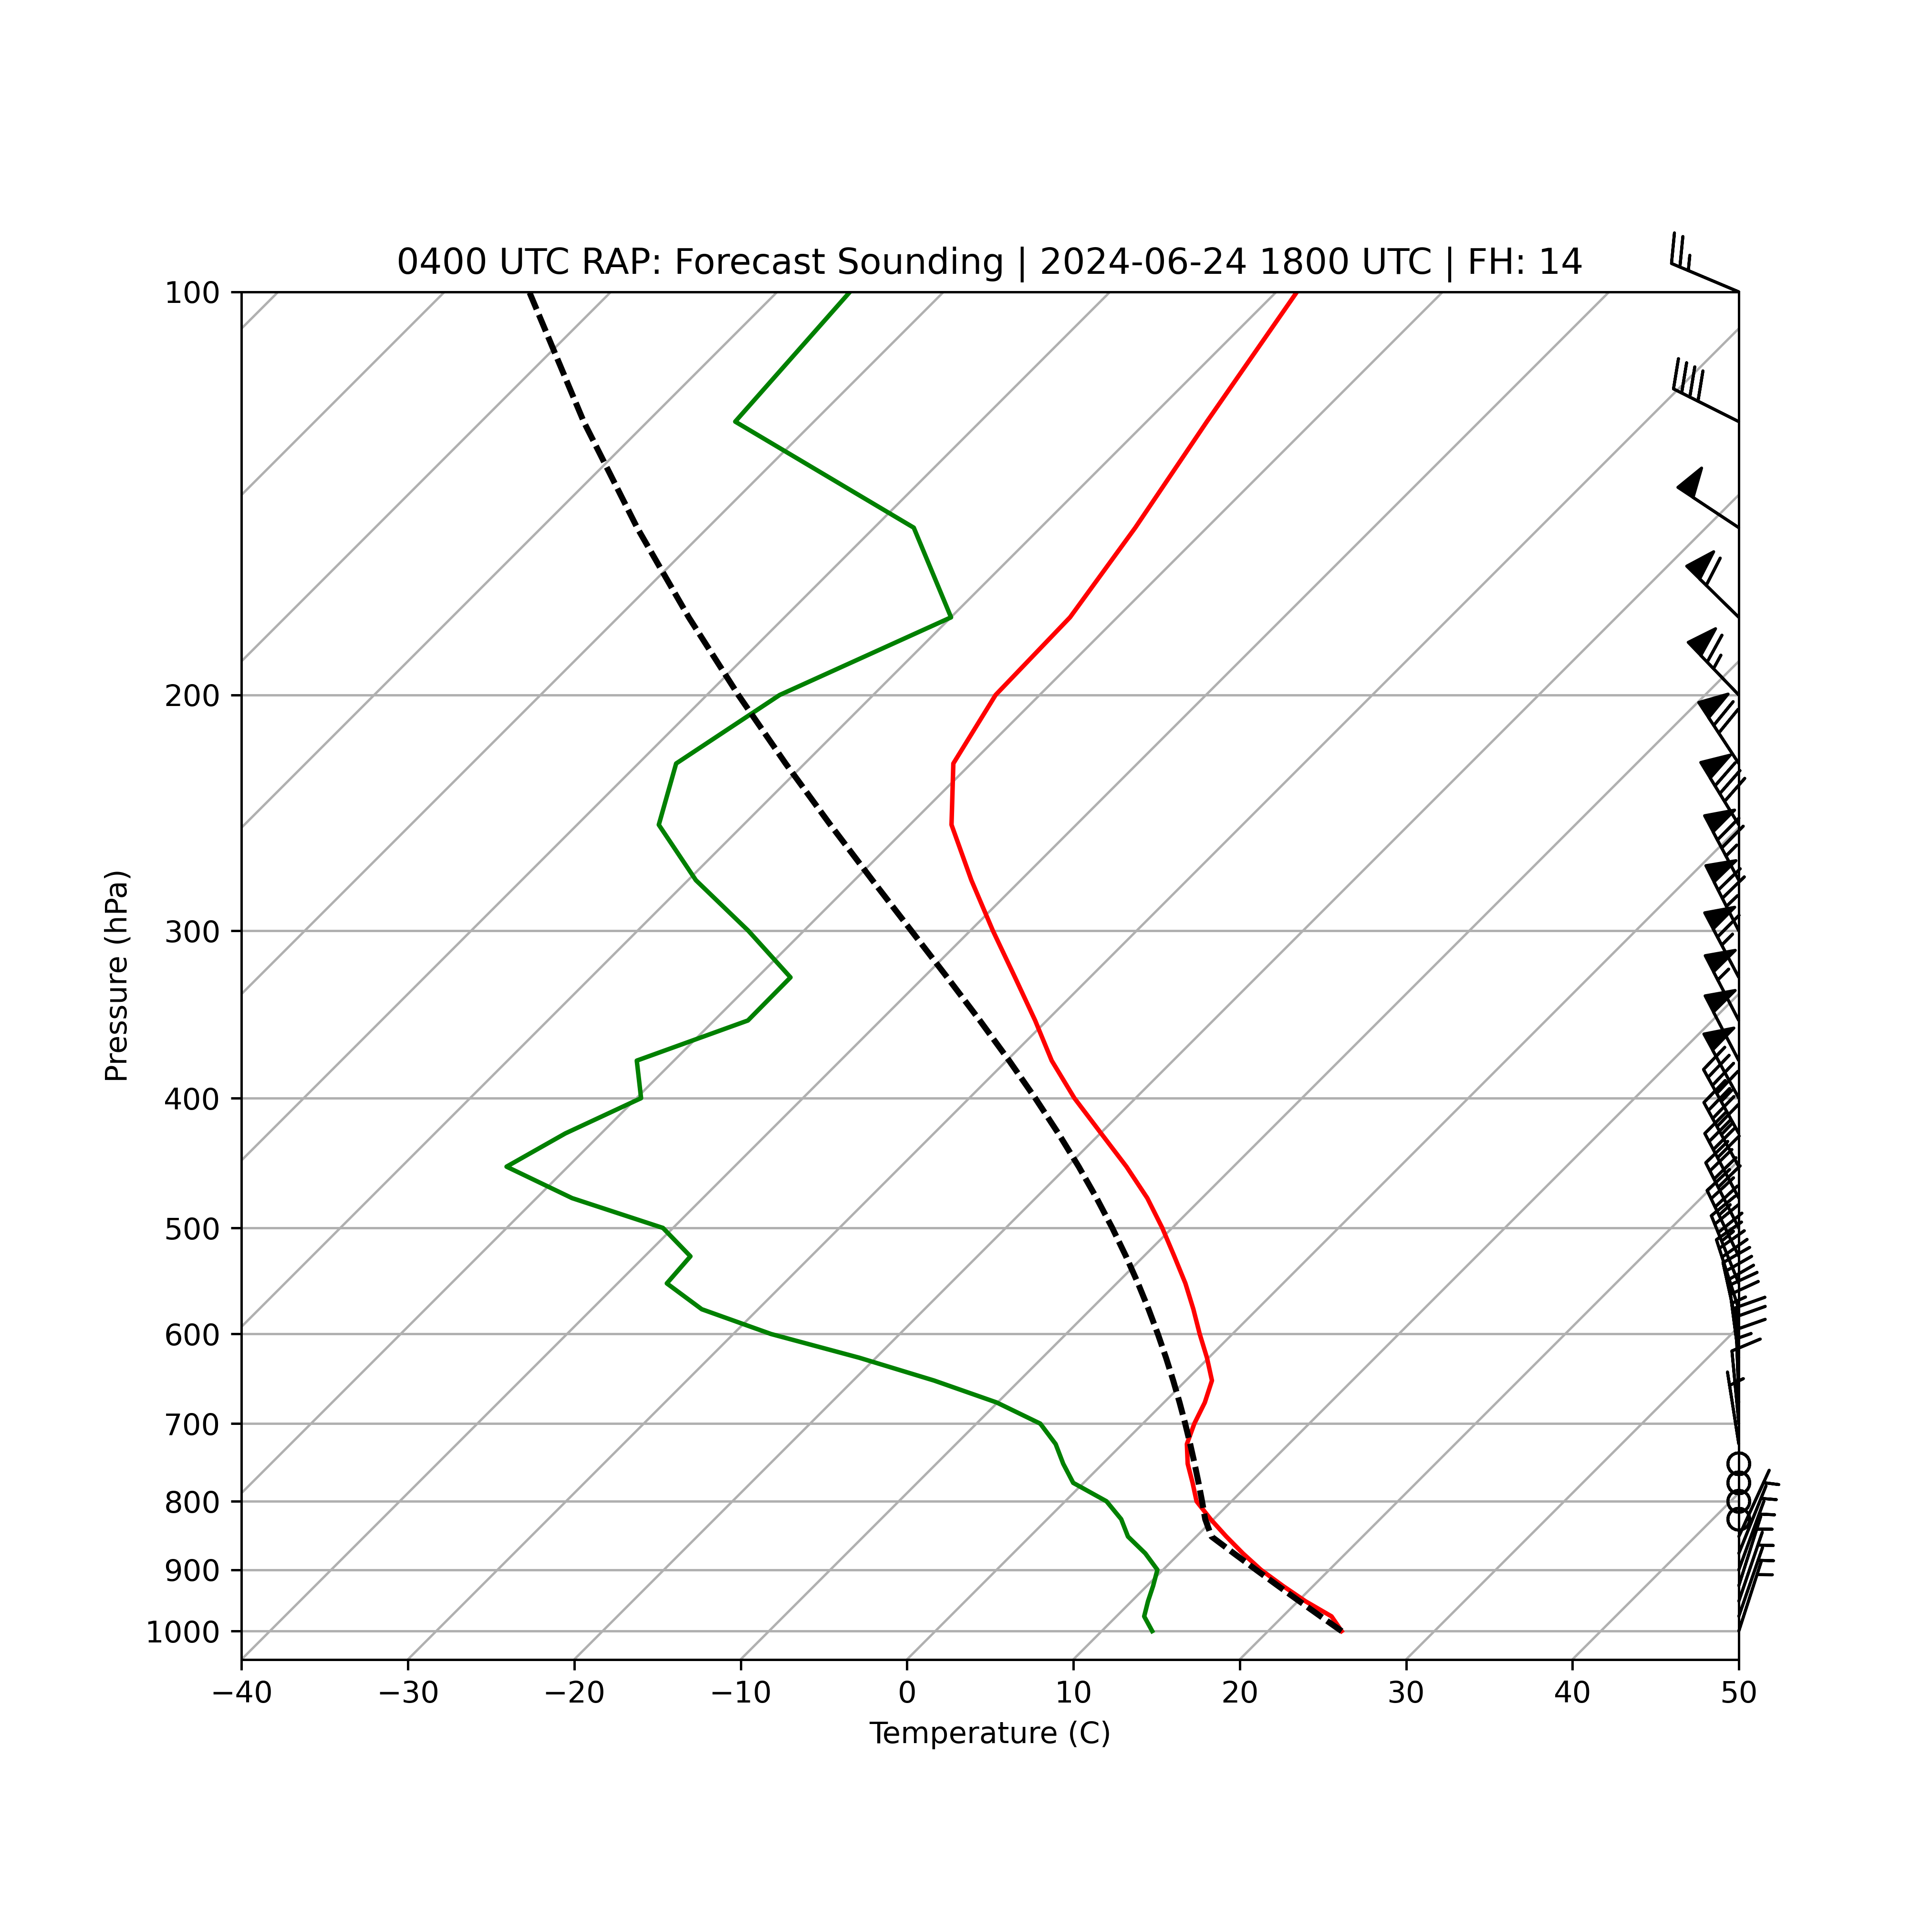 0400 UTC RAP: Forecast Sounding | 2024-06-24 1800 UTC | FH: 14
100
200
300
400
500
600
700
800
900
1000
Pressure (hPa)
−40 −30 −20 −10 0 10 20 30 40 50
Temperature (C)